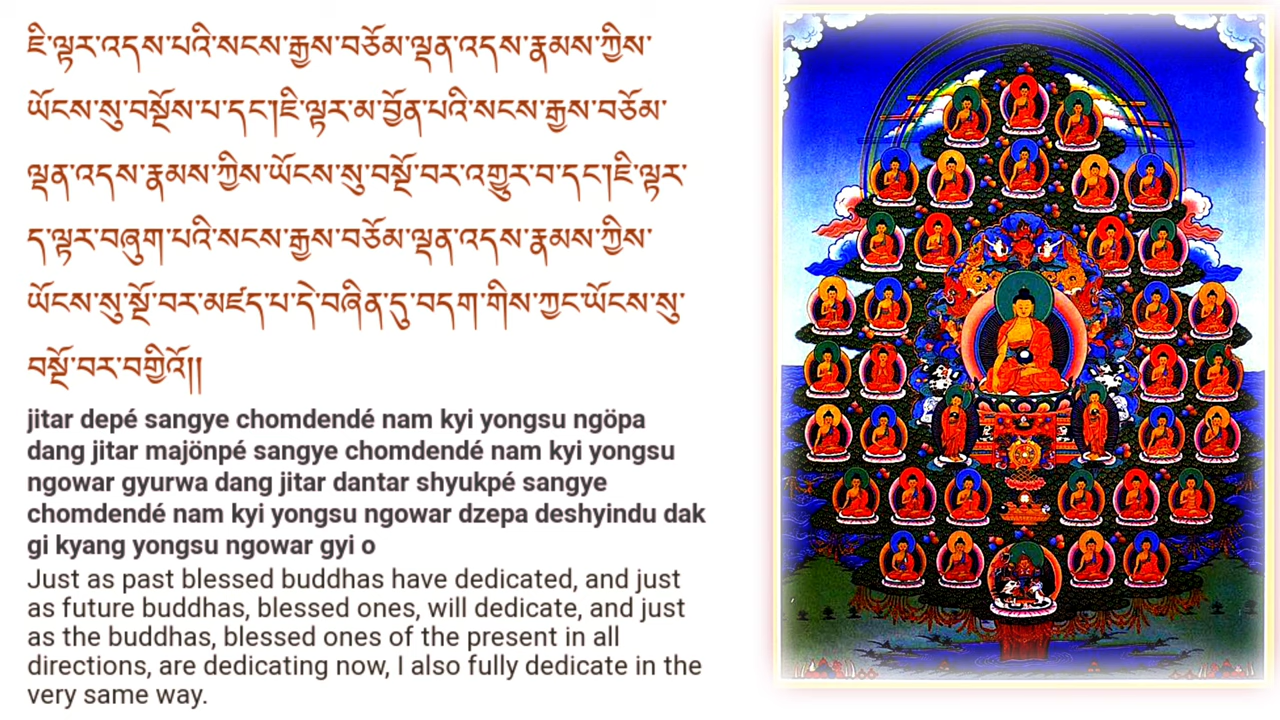 ཇི་ལྟར་འདས་པའི་སངས་རྒྱས་བཅོམ་ལྡན་འདས་རྣམས་ཀྱིས་
ཡོངས་སུ་བསྔོས་པ་དང་།ཇི་ལྟར་མ་བྱོན་པའི་སངས་རྒྱས་བཅོམ་
ལྡན་འདས་རྣམས་ཀྱིས་ཡོངས་སུ་བསྔོ་བར་འགྱུར་བ་དང་།ཇི་ལྟར་
ད་ལྟར་བཞུག་པའི་སངས་རྒྱས་བཅོམ་ལྡན་འདས་རྣམས་ཀྱིས་
ཡོངས་སུ་སྔོ་བར་མཛད་པ་དེ་བཞིན་དུ་བདག་གིས་ཀྱང་ཡོངས་སུ་
བསྔོ་བར་བགྱིའོ།།
jitar depé sangye chomdendé nam kyi yongsu ngöpa
dang jitar majönpé sangye chomdendé nam kyi yongsu
ngowar gyurwa dang jitar dantar shyukpé sangye
chomdendé nam kyi yongsu ngowar dzepa deshyindu dak
gi kyang yongsu ngowar gyi o
Just as past blessed buddhas have dedicated, and just
as future buddhas, blessed ones, will dedicate, and just
as the buddhas, blessed ones of the present in all
directions, are dedicating now, I also fully dedicate in the
very same way.